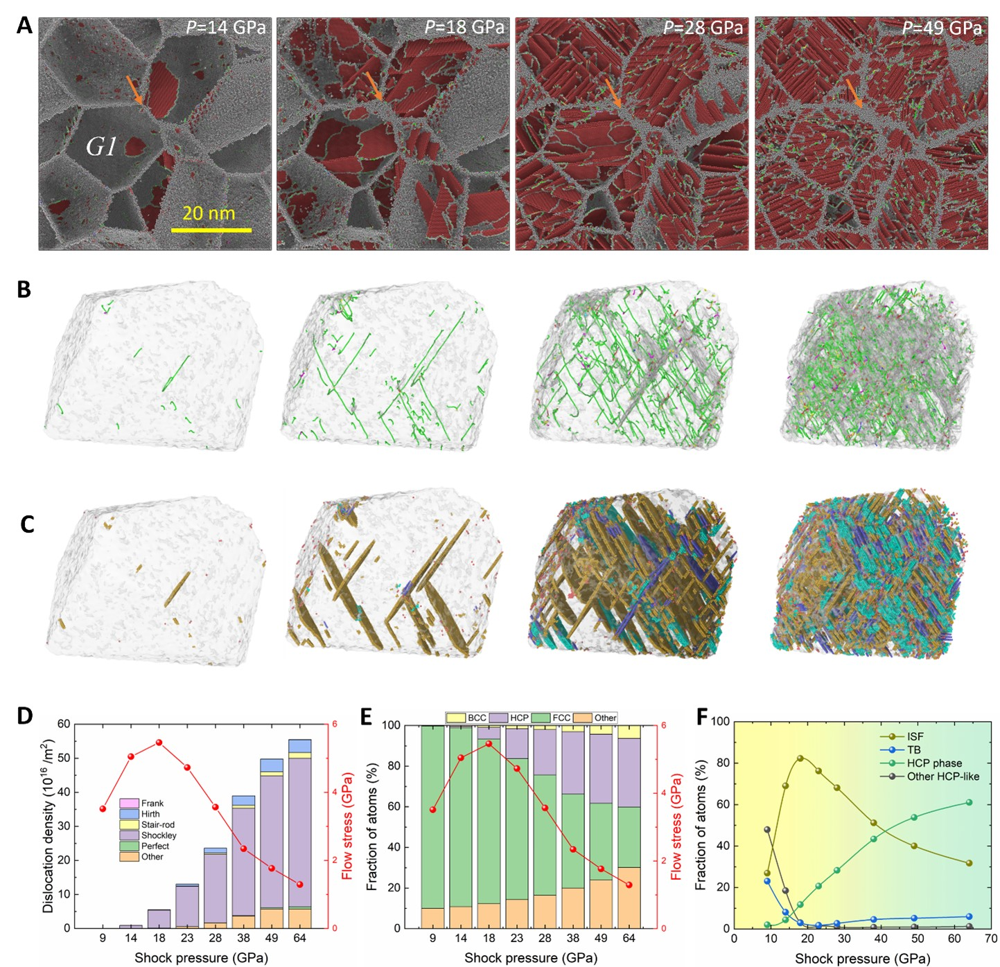 A
P=14 GPa
P=18 GPa
P=28 GPa
P=49 GPa
G1
20 nm
B
C
D
60
50
40
30
20
10
0
Dislocation density (10¹⁶ /m²)
Frank
Hirth
Stair-rod
Shockley
Perfect
Other
6
4
2
0
Flow stress (GPa)
9 14 18 23 28 38 49 64
Shock pressure (GPa)
E
BCC HCP FCC Other
100
80
60
40
20
0
Fraction of atoms (%)
6
4
2
0
Flow stress (GPa)
9 14 18 23 28 38 49 64
Shock pressure (GPa)
F
100
80
60
40
20
0
Fraction of atoms (%)
ISF
TB
HCP phase
Other HCP-like
0 10 20 30 40 50 60 70
Shock pressure (GPa)